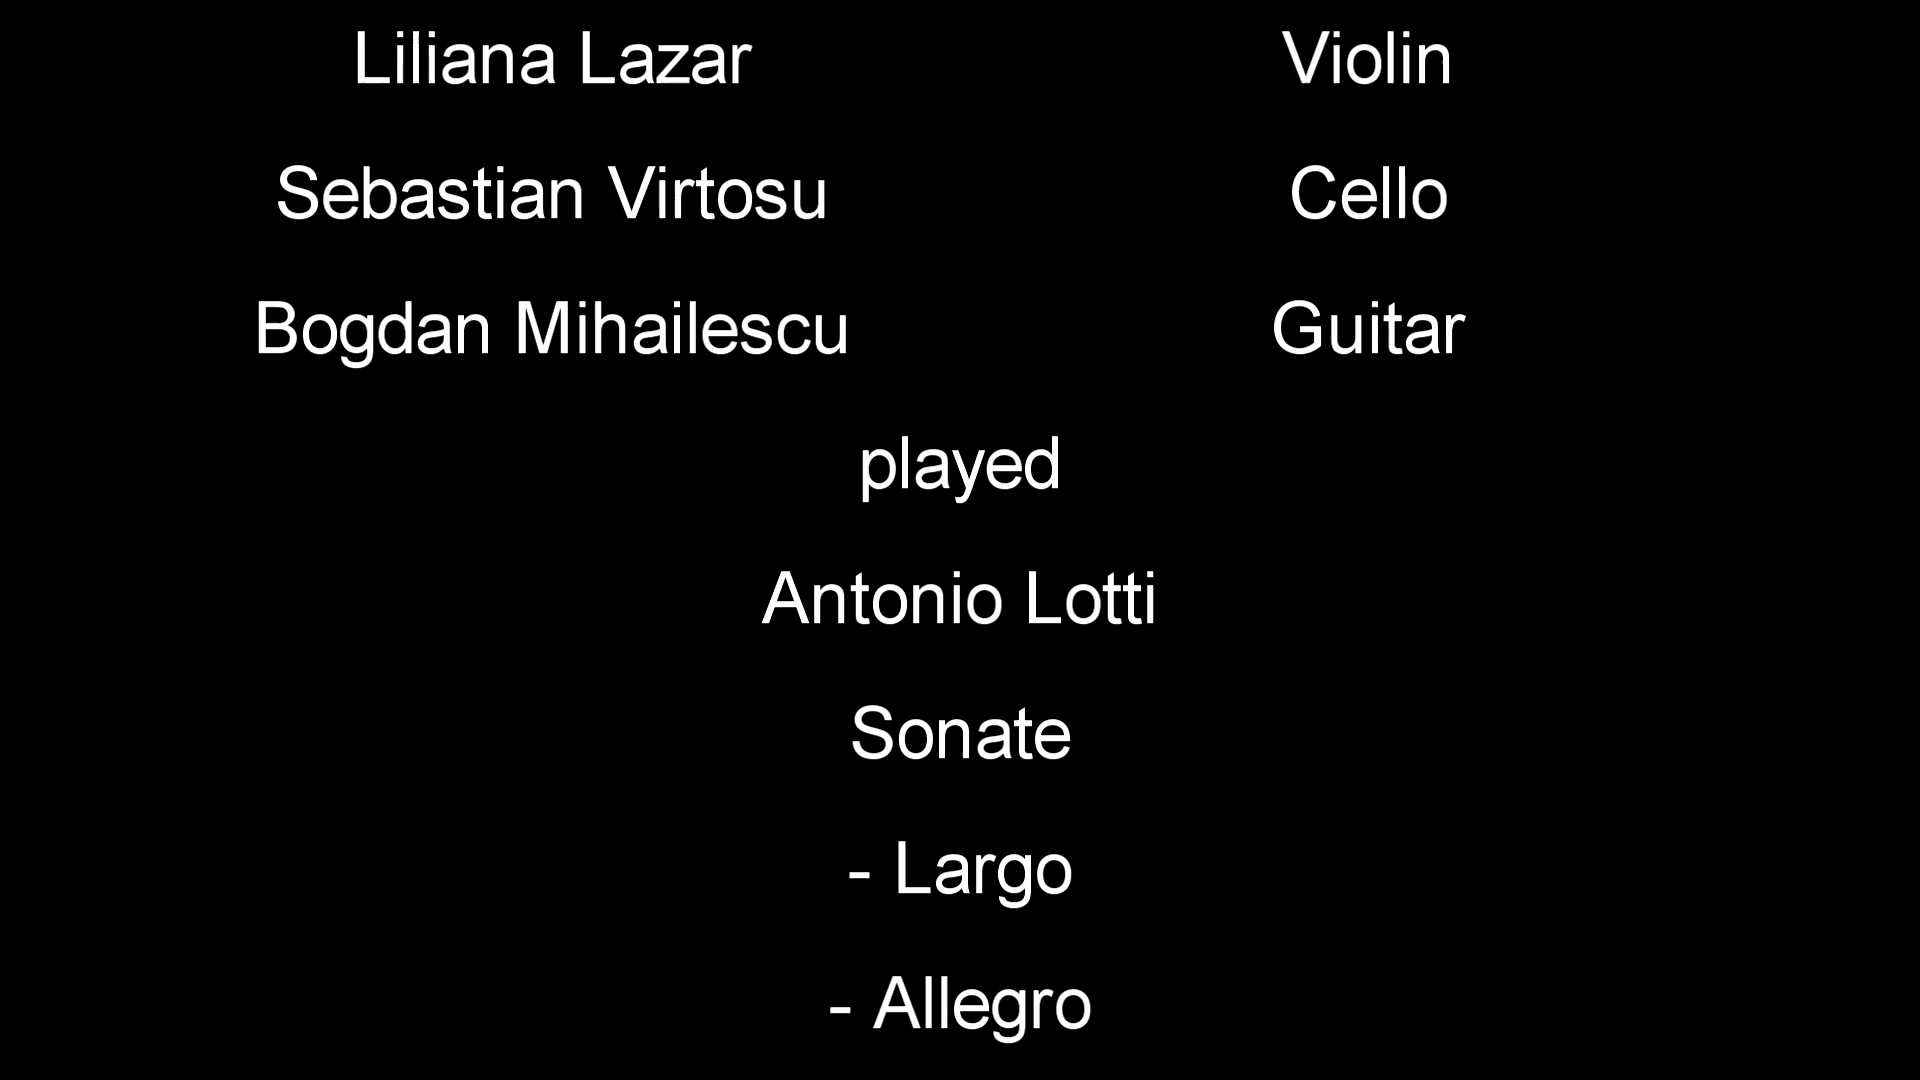 Liliana Lazar Violin
Sebastian Virtosu Cello
Bogdan Mihailescu Guitar
played
Antonio Lotti
Sonate
- Largo
- Allegro